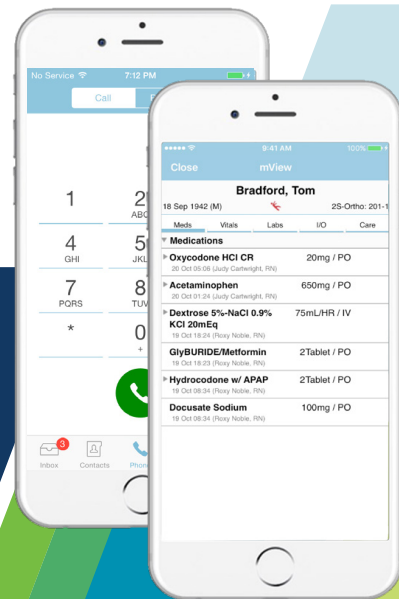 No Service 7:12 PM
Call
1 2
ABC
4 5
GHI JKL
7 8
PQRS TUV
* 0
+
3
Inbox Contacts Phone
9:41 AM 100%
Close mView
Bradford, Tom
18 Sep 1942 (M) 2S-Ortho: 201-1
Meds Vitals Labs I/O Care
Medications
Oxycodone HCl CR 20mg / PO
20 Oct 05:06 (Judy Cartwright, RN)
Acetaminophen 650mg / PO
20 Oct 01:24 (Judy Cartwright, RN)
Dextrose 5%-NaCl 0.9% 75mL/HR / IV
KCl 20mEq
19 Oct 18:24 (Roxy Noble, RN)
GlyBURIDE/Metformin 2Tablet / PO
19 Oct 18:23 (Roxy Noble, RN)
Hydrocodone w/ APAP 2Tablet / PO
19 Oct 08:34 (Roxy Noble, RN)
Docusate Sodium 100mg / PO
19 Oct 08:34 (Roxy Noble, RN)